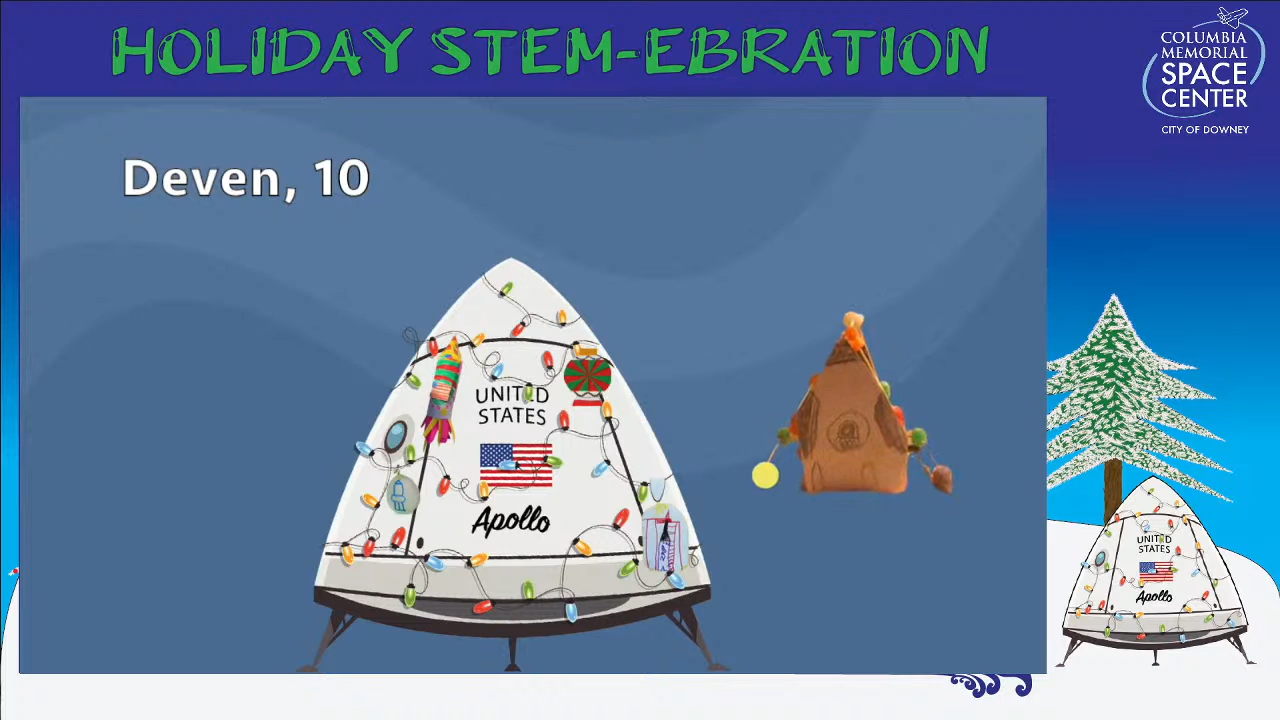 HOLIDAY STEM-EBRATION
COLUMBIA
MEMORIAL
SPACE
CENTER
CITY OF DOWNEY
Deven, 10
UNITED
STATES
Apollo
UNITED
STATES
Apollo